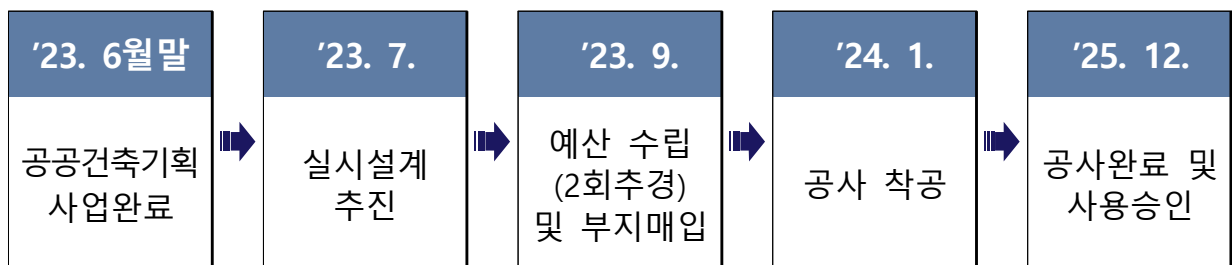 ’23. 6월말
공공건축기획
사업완료
’23. 7.
실시설계
추진
’23. 9.
예산 수립
(2회추경)
및 부지매입
’24. 1.
공사 착공
’25. 12.
공사완료 및
사용승인